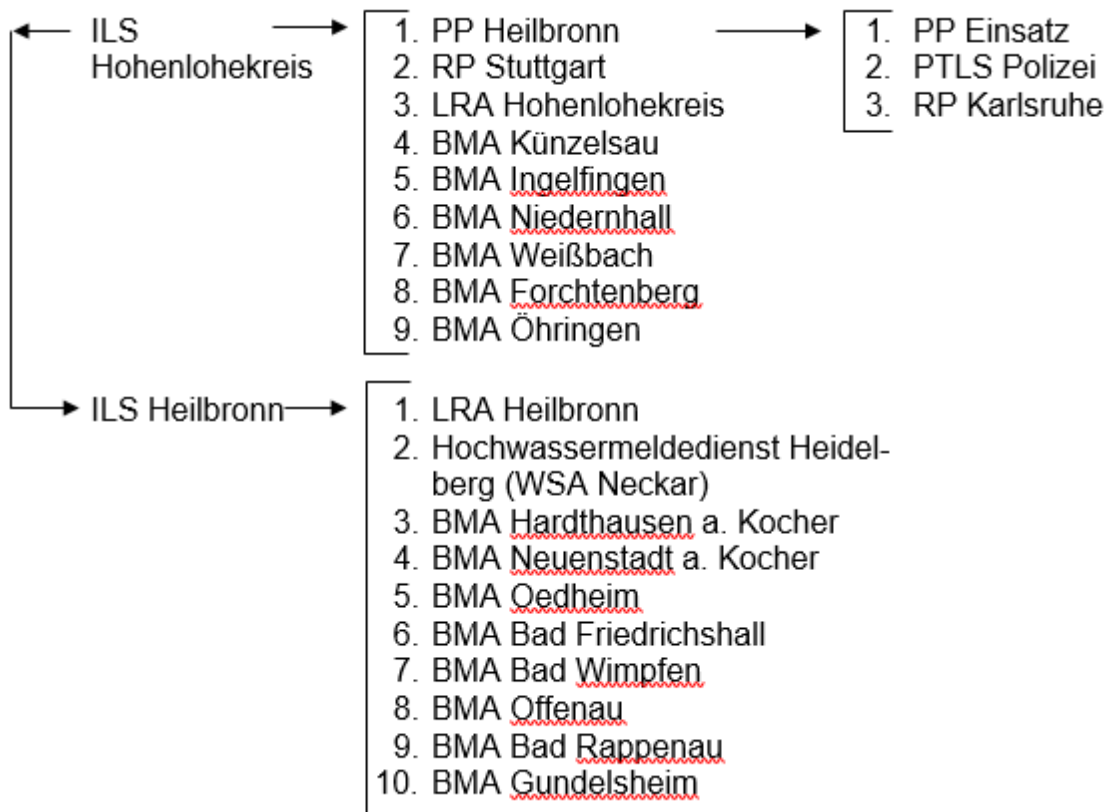 ILS
Hohenlohekreis
1. PP Heilbronn
2. RP Stuttgart
3. LRA Hohenlohekreis
4. BMA Künzelsau
5. BMA Ingelfingen
6. BMA Niedernhall
7. BMA Weißbach
8. BMA Forchtenberg
9. BMA Öhringen
1. PP Einsatz
2. PTLS Polizei
3. RP Karlsruhe
ILS Heilbronn
1. LRA Heilbronn
2. Hochwassermeldedienst Heidel-
berg (WSA Neckar)
3. BMA Hardthausen a. Kocher
4. BMA Neuenstadt a. Kocher
5. BMA Oedheim
6. BMA Bad Friedrichshall
7. BMA Bad Wimpfen
8. BMA Offenau
9. BMA Bad Rappenau
10. BMA Gundelsheim